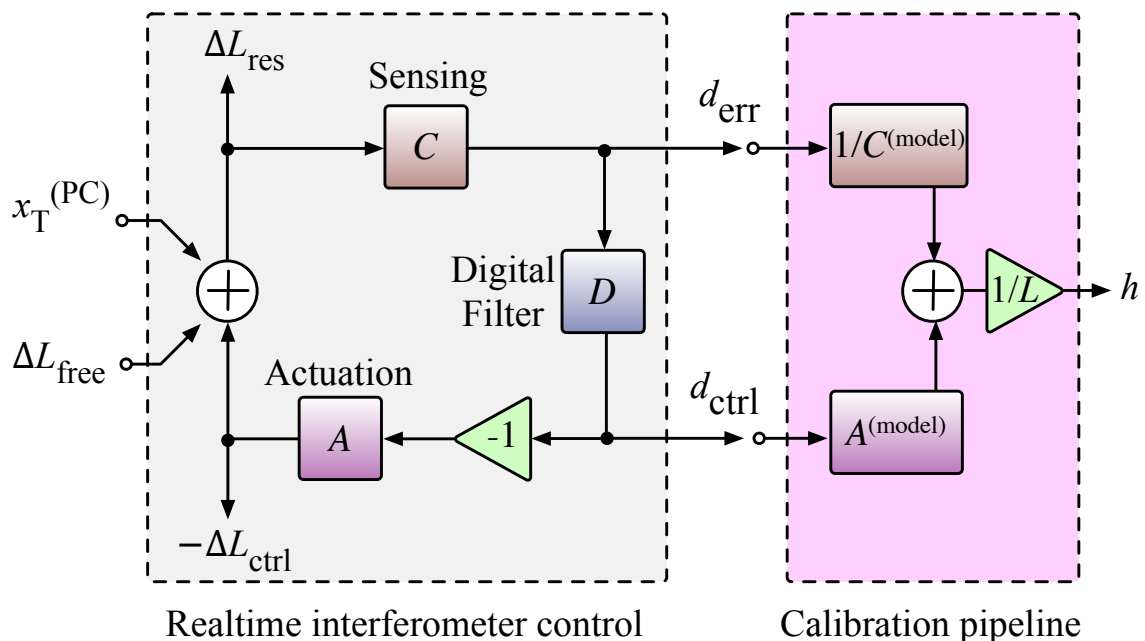 ΔL_res
Sensing
C
d_err
1/C^(model)
x_T^(PC)
Digital
Filter
D
1/L
h
ΔL_free
Actuation
A
-1
d_ctrl
A^(model)
−ΔL_ctrl
Realtime interferometer control
Calibration pipeline